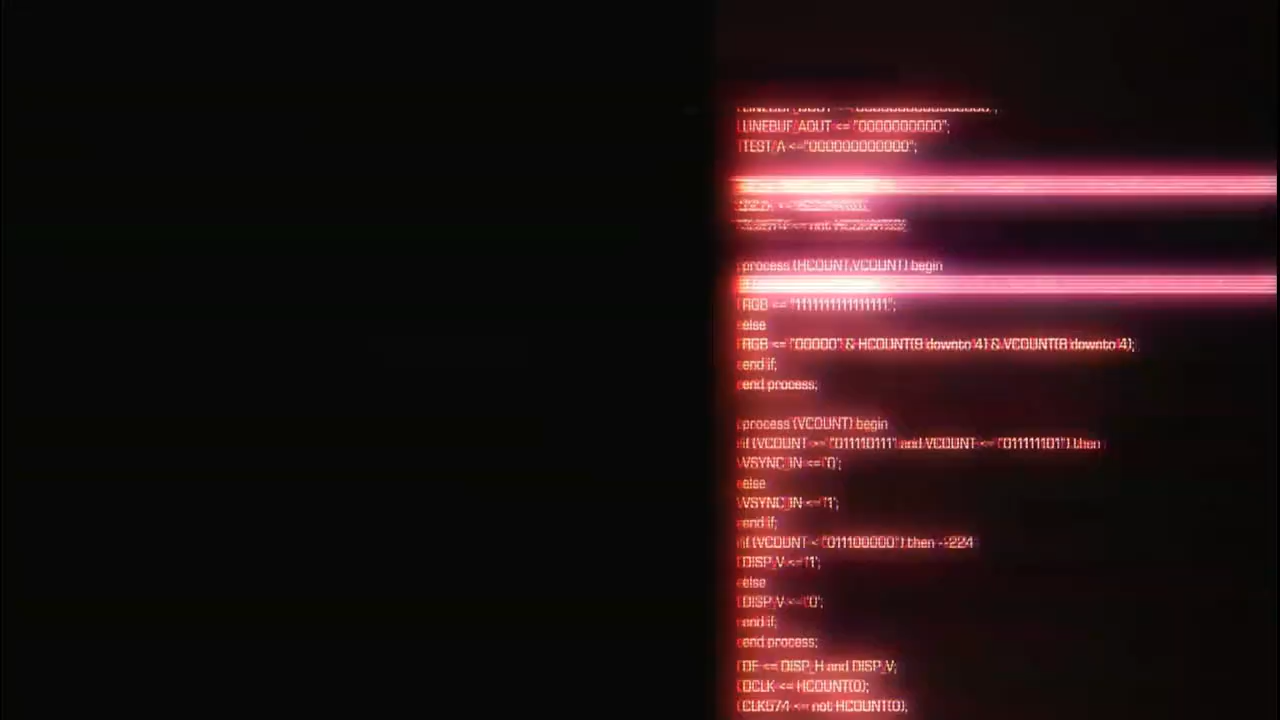 LINEBUF_DOUT <= "0000000000000000";
LINEBUF_AOUT <= "0000000000";
TEST_A <="000000000000";
process (HCOUNT,VCOUNT) begin
RGB <= "1111111111111111";
else
RGB <= "00000" & HCOUNT(8 downto 4) & VCOUNT(8 downto 4);
end if;
end process;
process (VCOUNT) begin
if (VCOUNT >= "011110111" and VCOUNT <= "011111101") then
VSYNC_IN <= '0';
else
VSYNC_IN <= '1';
end if;
if (VCOUNT < "011100000") then --224
DISP_V <= '1';
else
DISP_V <= '0';
end if;
end process;
DE <= DISP_H and DISP_V;
DCLK <= HCOUNT(0);
CLK574 <= not HCOUNT(0);